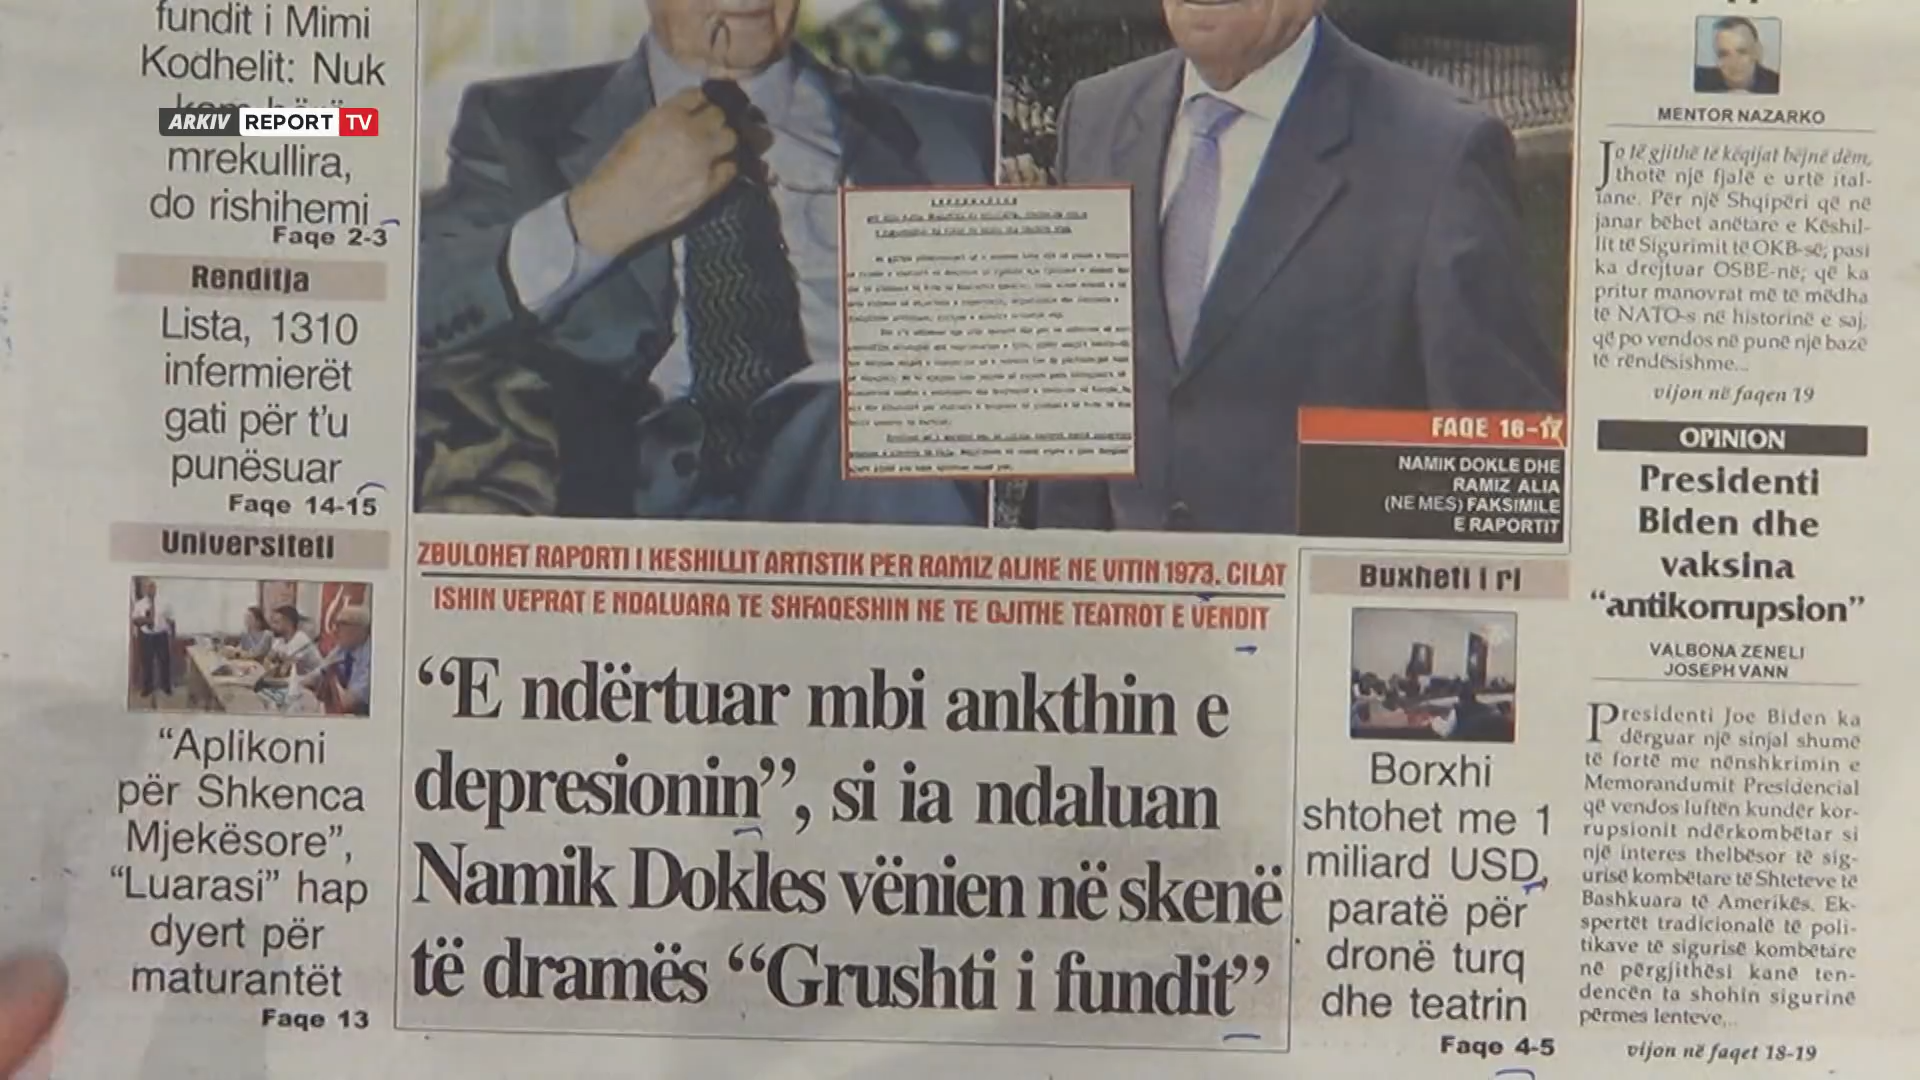 fundit i Mimi
Kodhelit: Nuk
mrekullira,
do rishihemi
Faqe 2-3
ARKIV REPORT TV
Renditja
Lista, 1310
infermierët
gati për t'u
punësuar
Faqe 14-15
Universiteti
“Aplikoni
për Shkenca
Mjekësore”,
“Luarasi” hap
dyert për
maturantët
Faqe 13
FAQE 16-17
NAMIK DOKLE DHE
RAMIZ ALIA
(NE MES) FAKSIMILE
E RAPORTIT
ZBULOHET RAPORTI I KESHILLIT ARTISTIK PER RAMIZ ALINE NE VITIN 1973. CILAT
ISHIN VEPRAT E NDALUARA TE SHFAQESHIN NE TE GJITHE TEATROT E VENDIT
“E ndërtuar mbi ankthin e
depresionin”, si ia ndaluan
Namik Dokles vënien në skenë
të dramës “Grushti i fundit”
Buxheti i ri
Borxhi
shtohet me 1
miliard USD,
paratë për
dronë turq
dhe teatrin
Faqe 4-5
MENTOR NAZARKO
Jo të gjithë të këqijat bëjnë dëm,
thotë një fjalë e urtë ital-
iane. Për një Shqipëri që në
janar bëhet anëtare e Këshil-
lit të Sigurimit të OKB-së; pasi
ka drejtuar OSBE-në; që ka
pritur manovrat më të mëdha
të NATO-s në historinë e saj;
që po vendos në punë një bazë
të rëndësishme...
vijon në faqen 19
OPINION
Presidenti
Biden dhe
vaksina
“antikorrupsion”
VALBONA ZENELI
JOSEPH VANN
Presidenti Joe Biden ka
dërguar një sinjal shumë
të fortë me nënshkrimin e
Memorandumit Presidencial
që vendos luftën kundër kor-
rupsionit ndërkombëtar si
një interes thelbësor të sig-
urisë kombëtare të Shteteve të
Bashkuara të Amerikës. Ek-
spertët tradicionalë të poli-
tikave të sigurisë kombëtare
në përgjithësi kanë ten-
dencën ta shohin sigurinë
përmes lenteve...
vijon në faqet 18-19